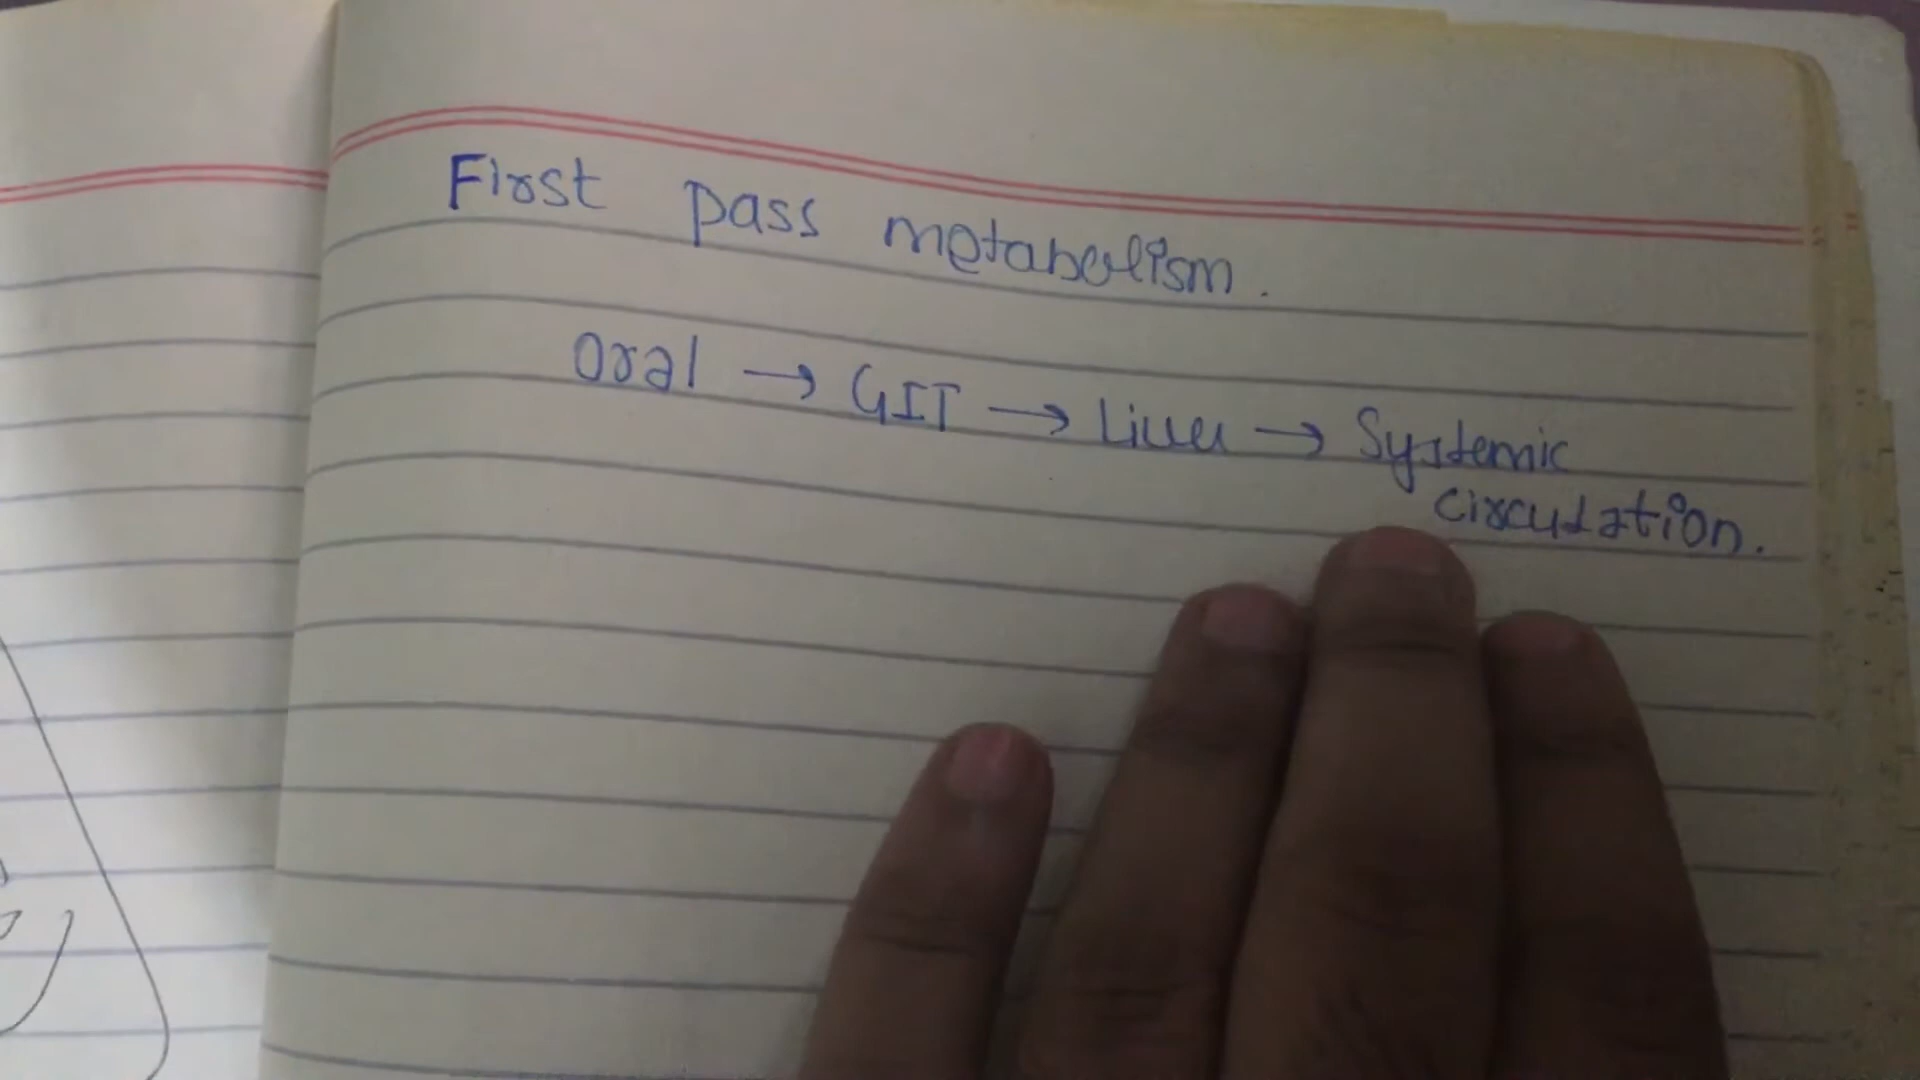 First pass metabolism.
Oral → GIT → Liver → Systemic
circulation.